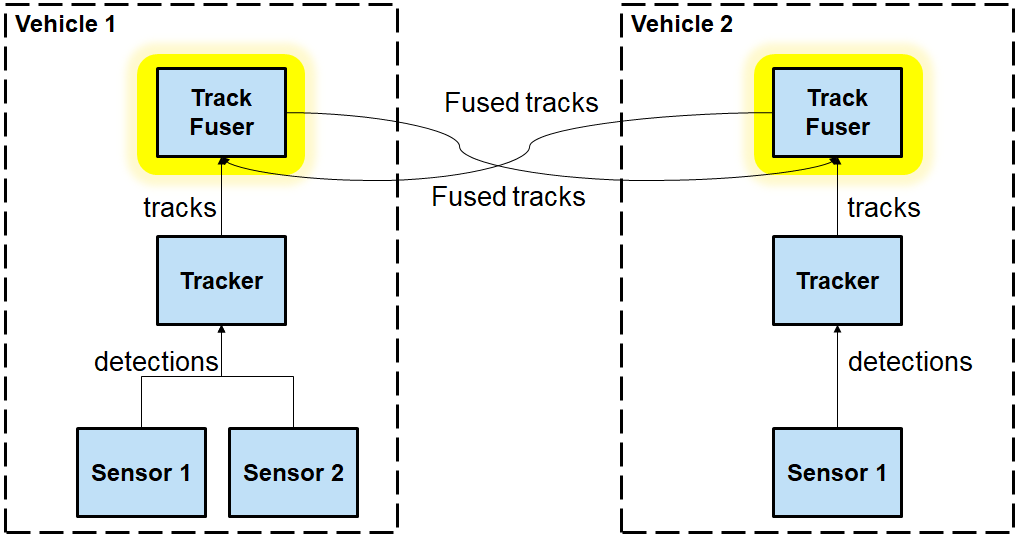 Vehicle 1
Track
Fuser
tracks
Tracker
detections
Sensor 1
Sensor 2
Fused tracks
Fused tracks
Vehicle 2
Track
Fuser
tracks
Tracker
detections
Sensor 1